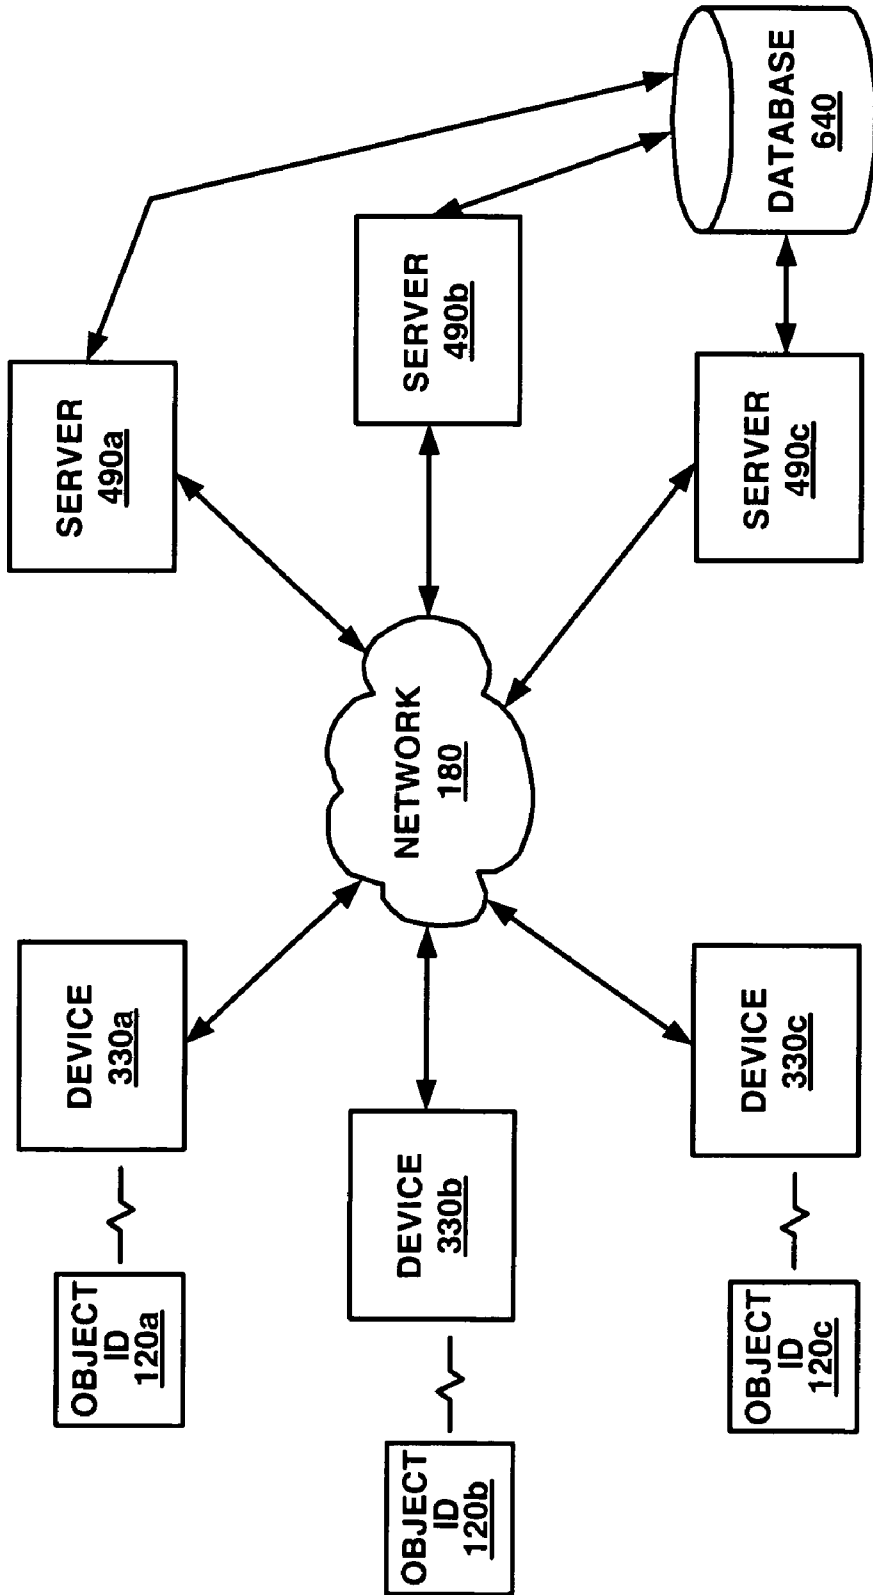 OBJECT
ID
120a
DEVICE
330a
SERVER
490a
OBJECT
ID
120b
DEVICE
330b
NETWORK
180
SERVER
490b
OBJECT
ID
120c
DEVICE
330c
SERVER
490c
DATABASE
640